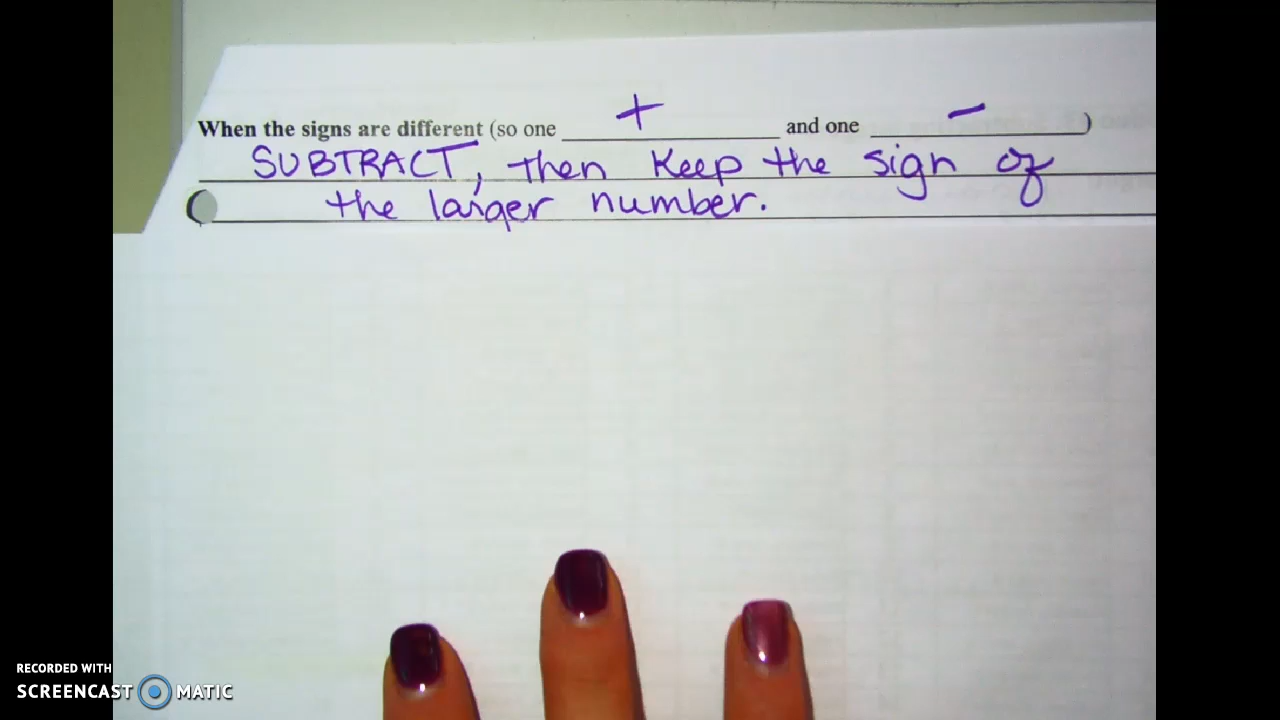 When the signs are different (so one + and one - )
SUBTRACT, then keep the sign of
the larger number.
RECORDED WITH
SCREENCAST MATIC